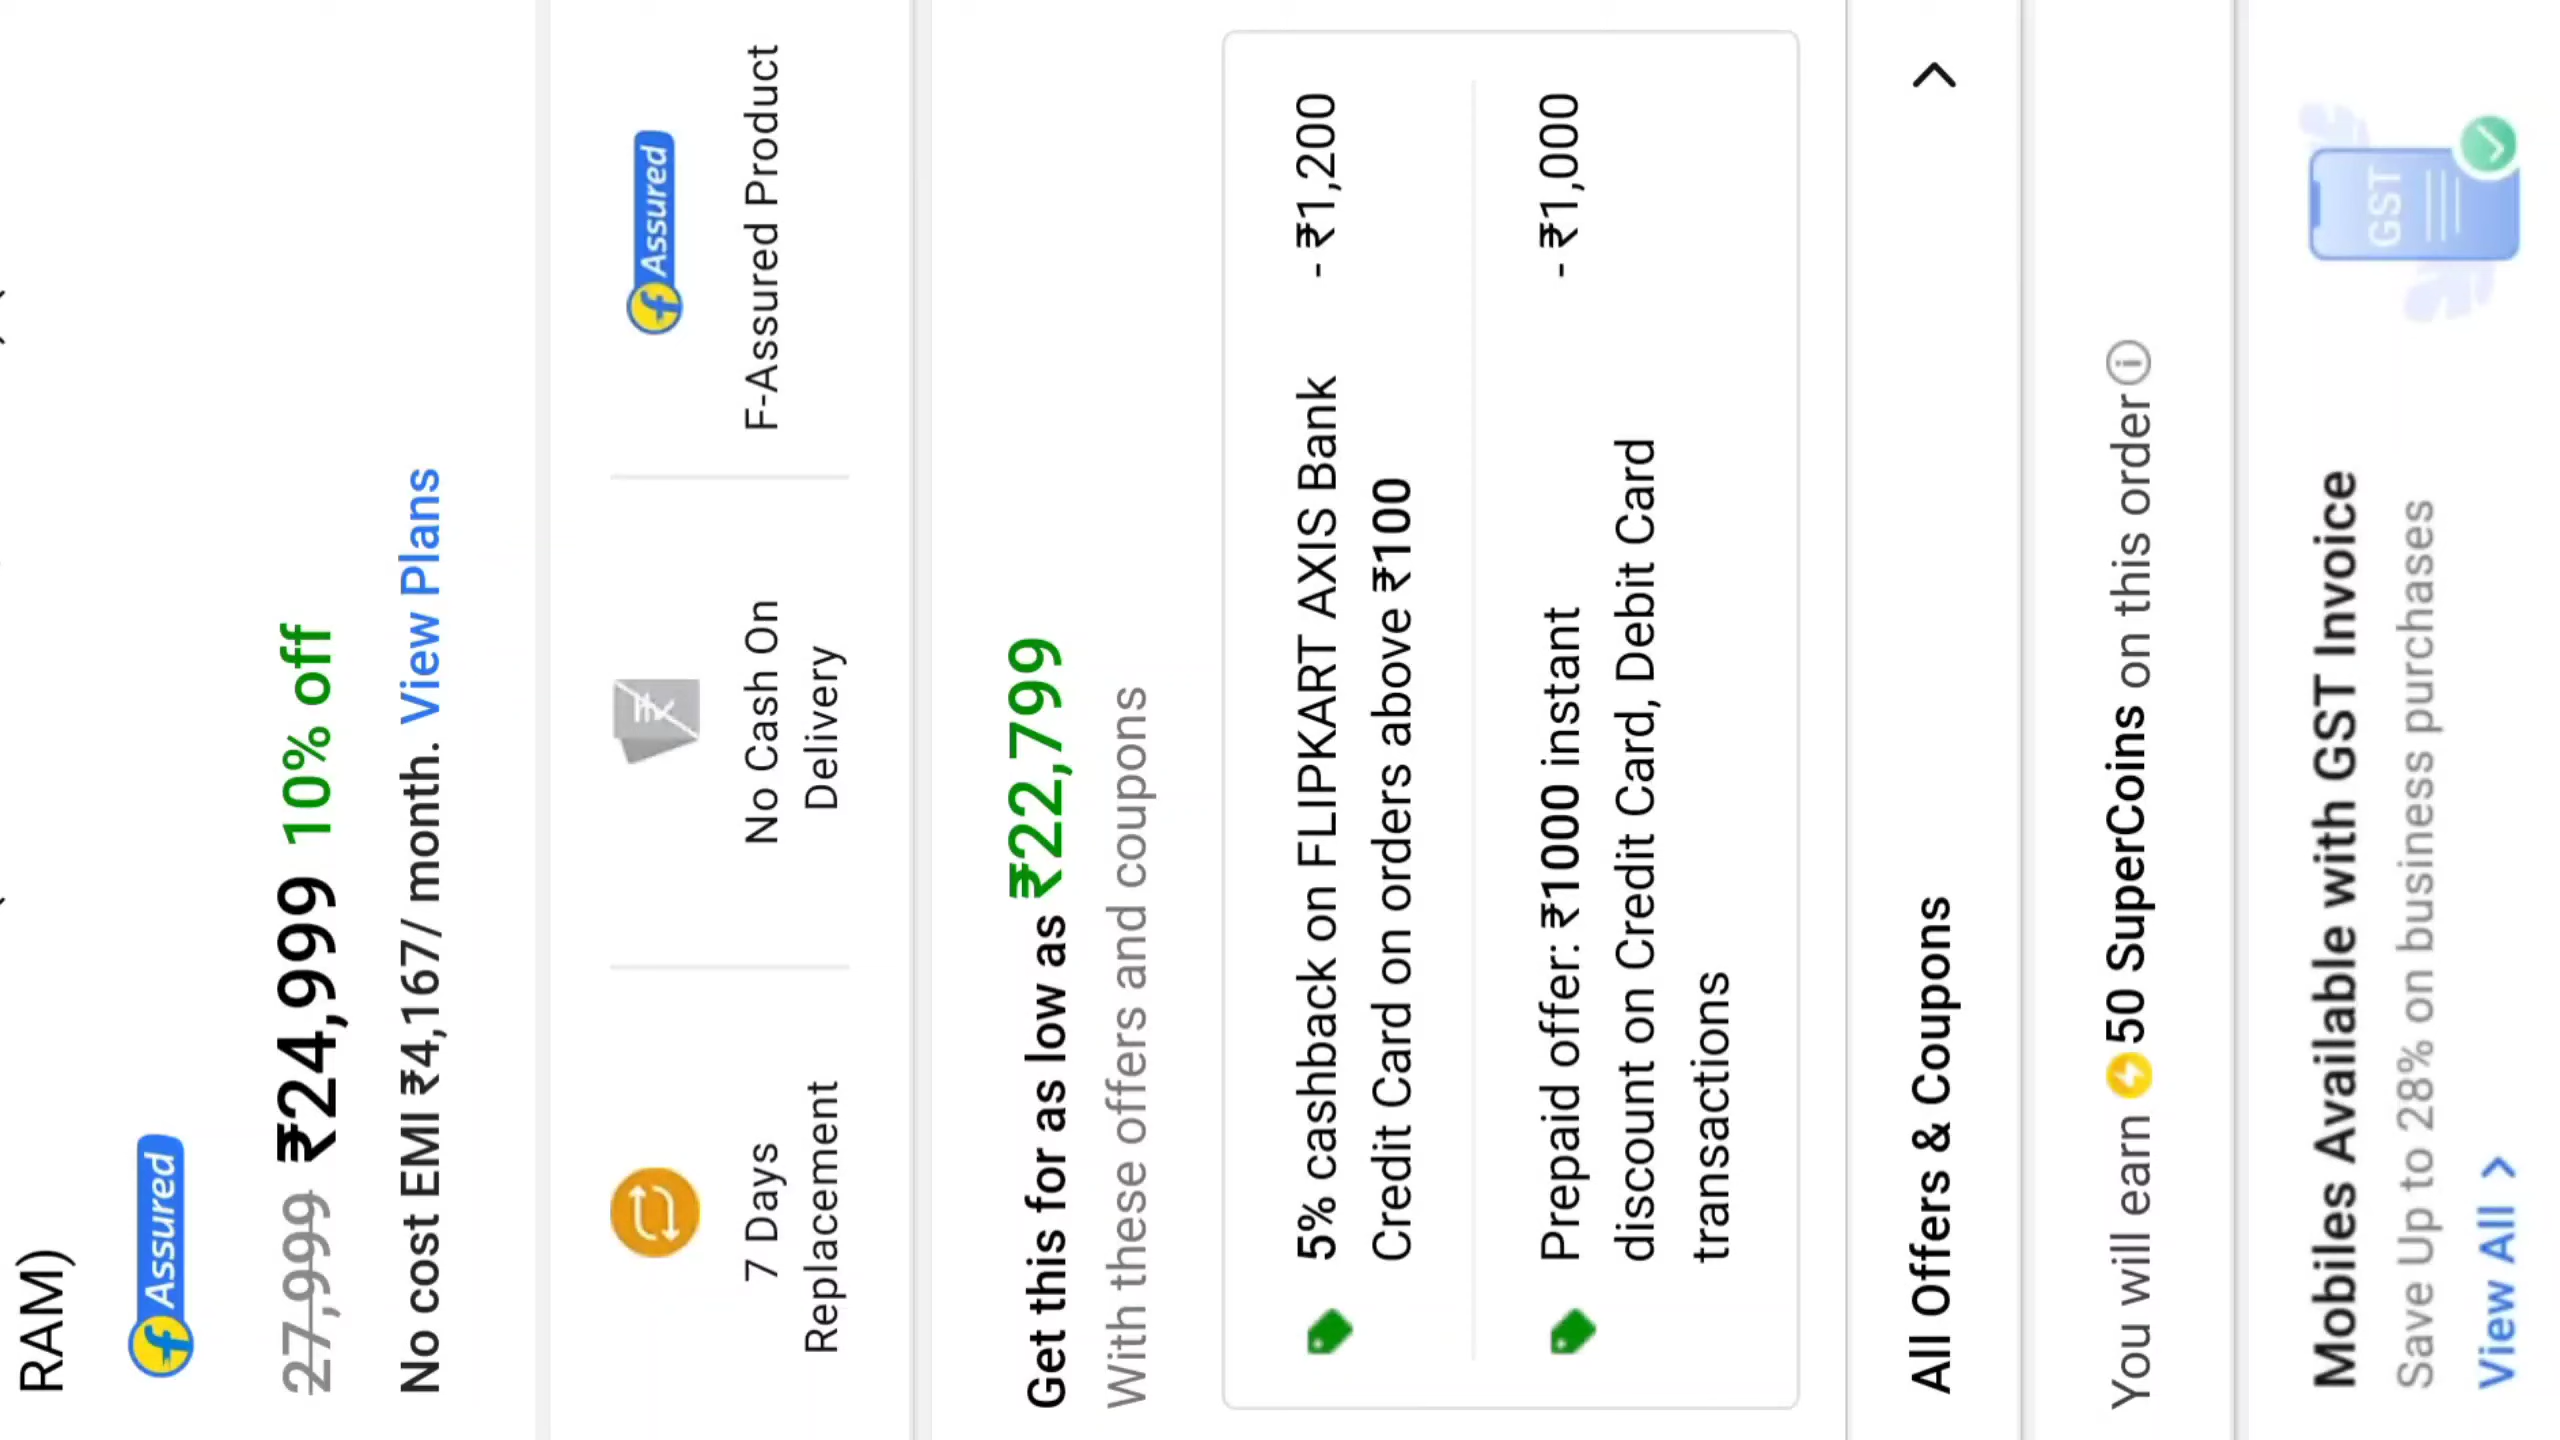 RAM)
f Assured
27,999 ₹24,999 10% off
No cost EMI ₹4,167/ month. View Plans
7 Days
Replacement
No Cash On
Delivery
f Assured
F-Assured Product
Get this for as low as ₹22,799
With these offers and coupons
5% cashback on FLIPKART AXIS Bank - ₹1,200
Credit Card on orders above ₹100
Prepaid offer: ₹1000 instant - ₹1,000
discount on Credit Card, Debit Card
transactions
All Offers & Coupons
You will earn 50 SuperCoins on this order
Mobiles Available with GST Invoice
Save Up to 28% on business purchases
View All >
GST